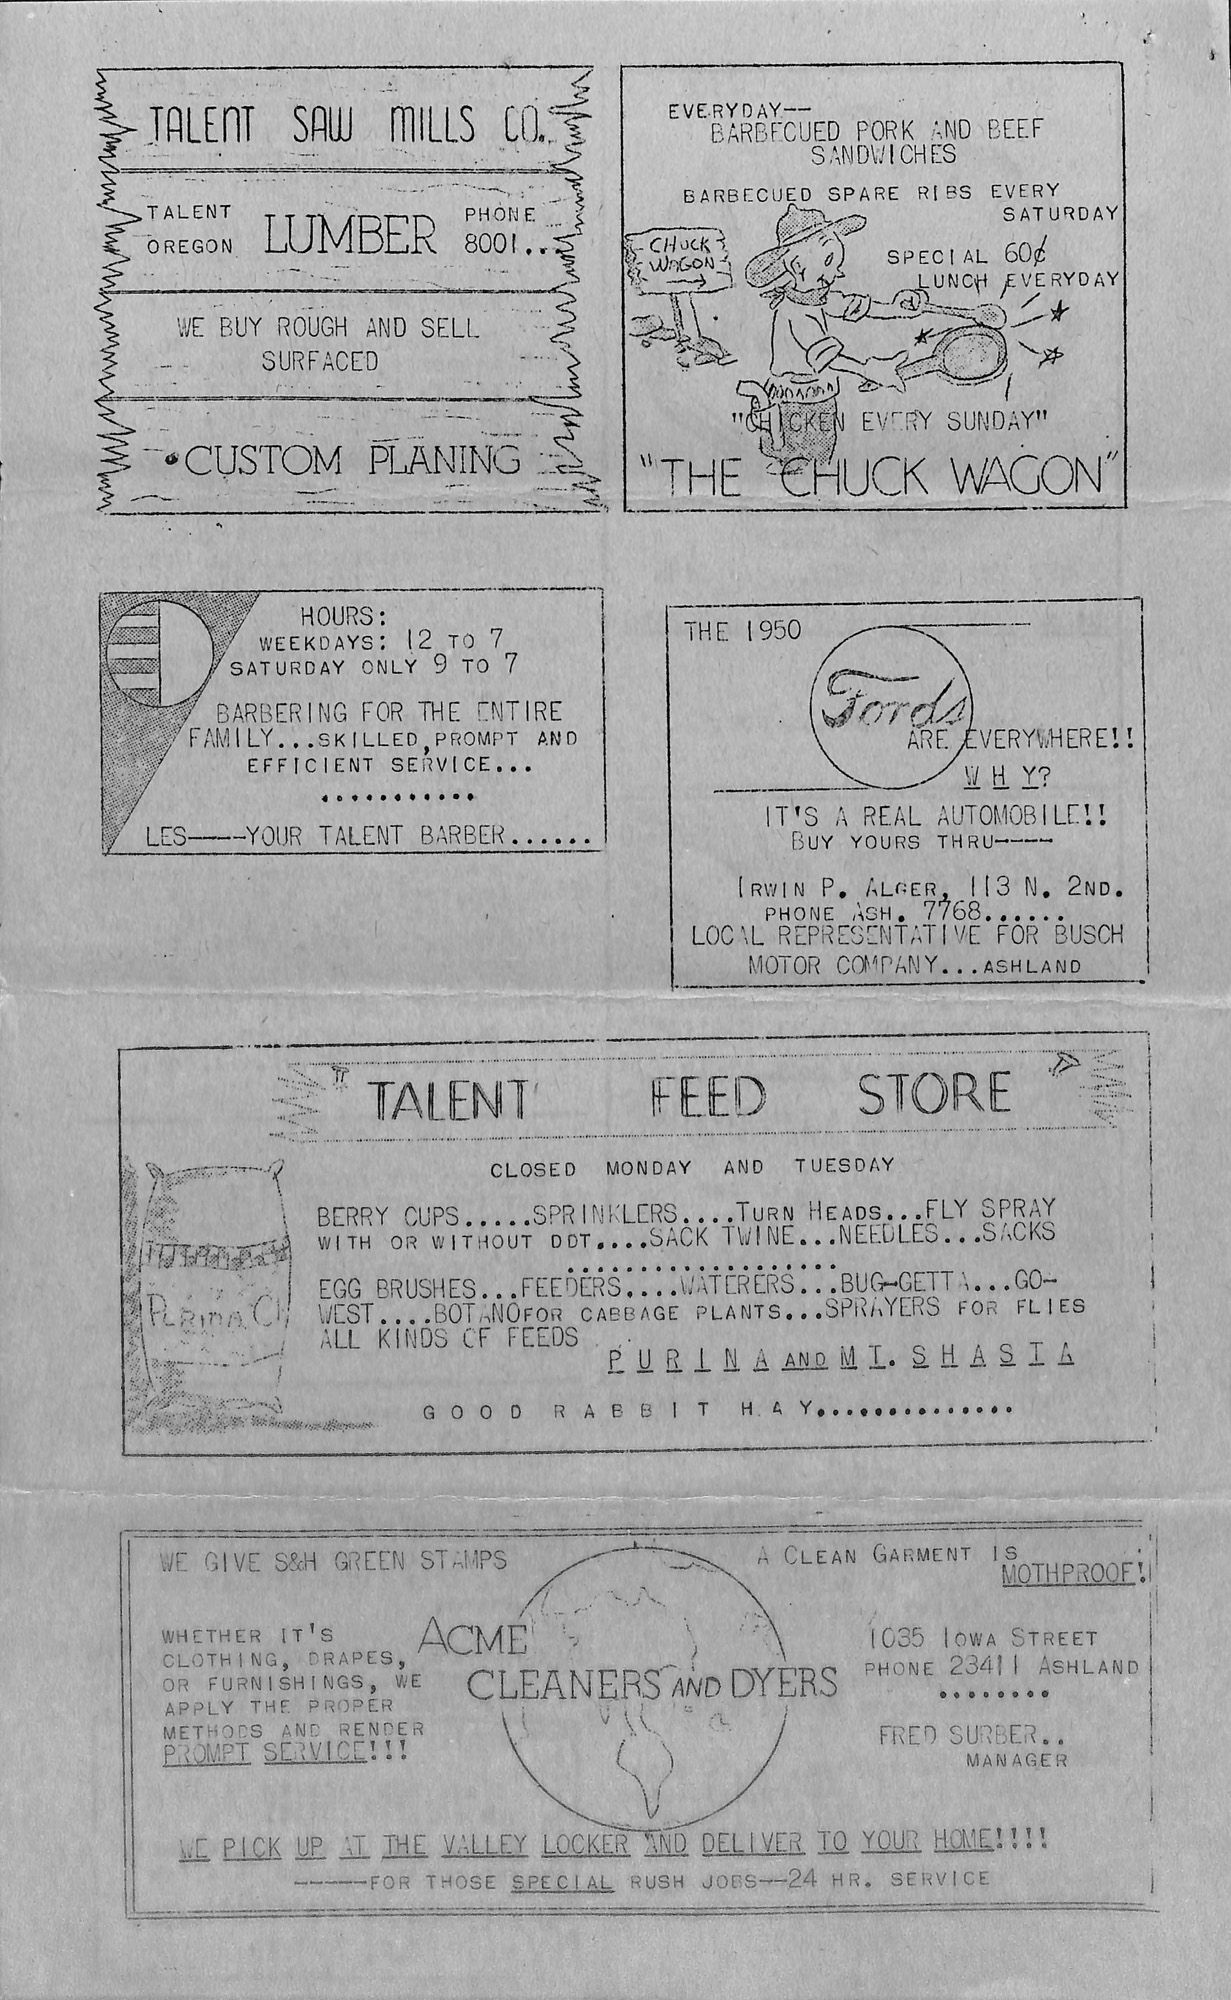 TALENT SAW MILLS CO.
TALENT
OREGON
LUMBER
PHONE
8001...
WE BUY ROUGH AND SELL
SURFACED
CUSTOM PLANING
EVERYDAY--
BARBECUED PORK AND BEEF
SANDWICHES
BARBECUED SPARE RIBS EVERY
SATURDAY
CHUCK
WAGON
SPECIAL 60¢
LUNCH EVERYDAY
"CHICKEN EVERY SUNDAY"
"THE CHUCK WAGON"
HOURS:
WEEKDAYS: 12 TO 7
SATURDAY ONLY 9 TO 7
BARBERING FOR THE ENTIRE
FAMILY...SKILLED,PROMPT AND
EFFICIENT SERVICE...
...........
LES----YOUR TALENT BARBER......
THE 1950
Fords
ARE EVERYWHERE!!
W H Y?
IT'S A REAL AUTOMOBILE!!
BUY YOURS THRU----
IRWIN P. ALGER, 113 N. 2ND.
PHONE ASH. 7768......
LOCAL REPRESENTATIVE FOR BUSCH
MOTOR COMPANY...ASHLAND
TALENT FEED STORE
CLOSED MONDAY AND TUESDAY
BERRY CUPS.....SPRINKLERS....TURN HEADS...FLY SPRAY
WITH OR WITHOUT DDT....SACK TWINE...NEEDLES...SACKS
....................
EGG BRUSHES...FEEDERS....WATERERS...BUG-GETTA...GO-
WEST....BOTANO FOR CABBAGE PLANTS...SPRAYERS FOR FLIES
ALL KINDS OF FEEDS
P U R I N A AND M T. S H A S T A
G O O D R A B B I T H A Y..............
WE GIVE S&H GREEN STAMPS
A CLEAN GARMENT IS
MOTHPROOF!
WHETHER IT'S
CLOTHING, DRAPES,
OR FURNISHINGS, WE
APPLY THE PROPER
METHODS AND RENDER
PROMPT SERVICE!!!
ACME
CLEANERS AND DYERS
1035 IOWA STREET
PHONE 23411 ASHLAND
........
FRED SURBER..
MANAGER
WE PICK UP AT THE VALLEY LOCKER AND DELIVER TO YOUR HOME!!!!
-----FOR THOSE SPECIAL RUSH JOBS--24 HR. SERVICE